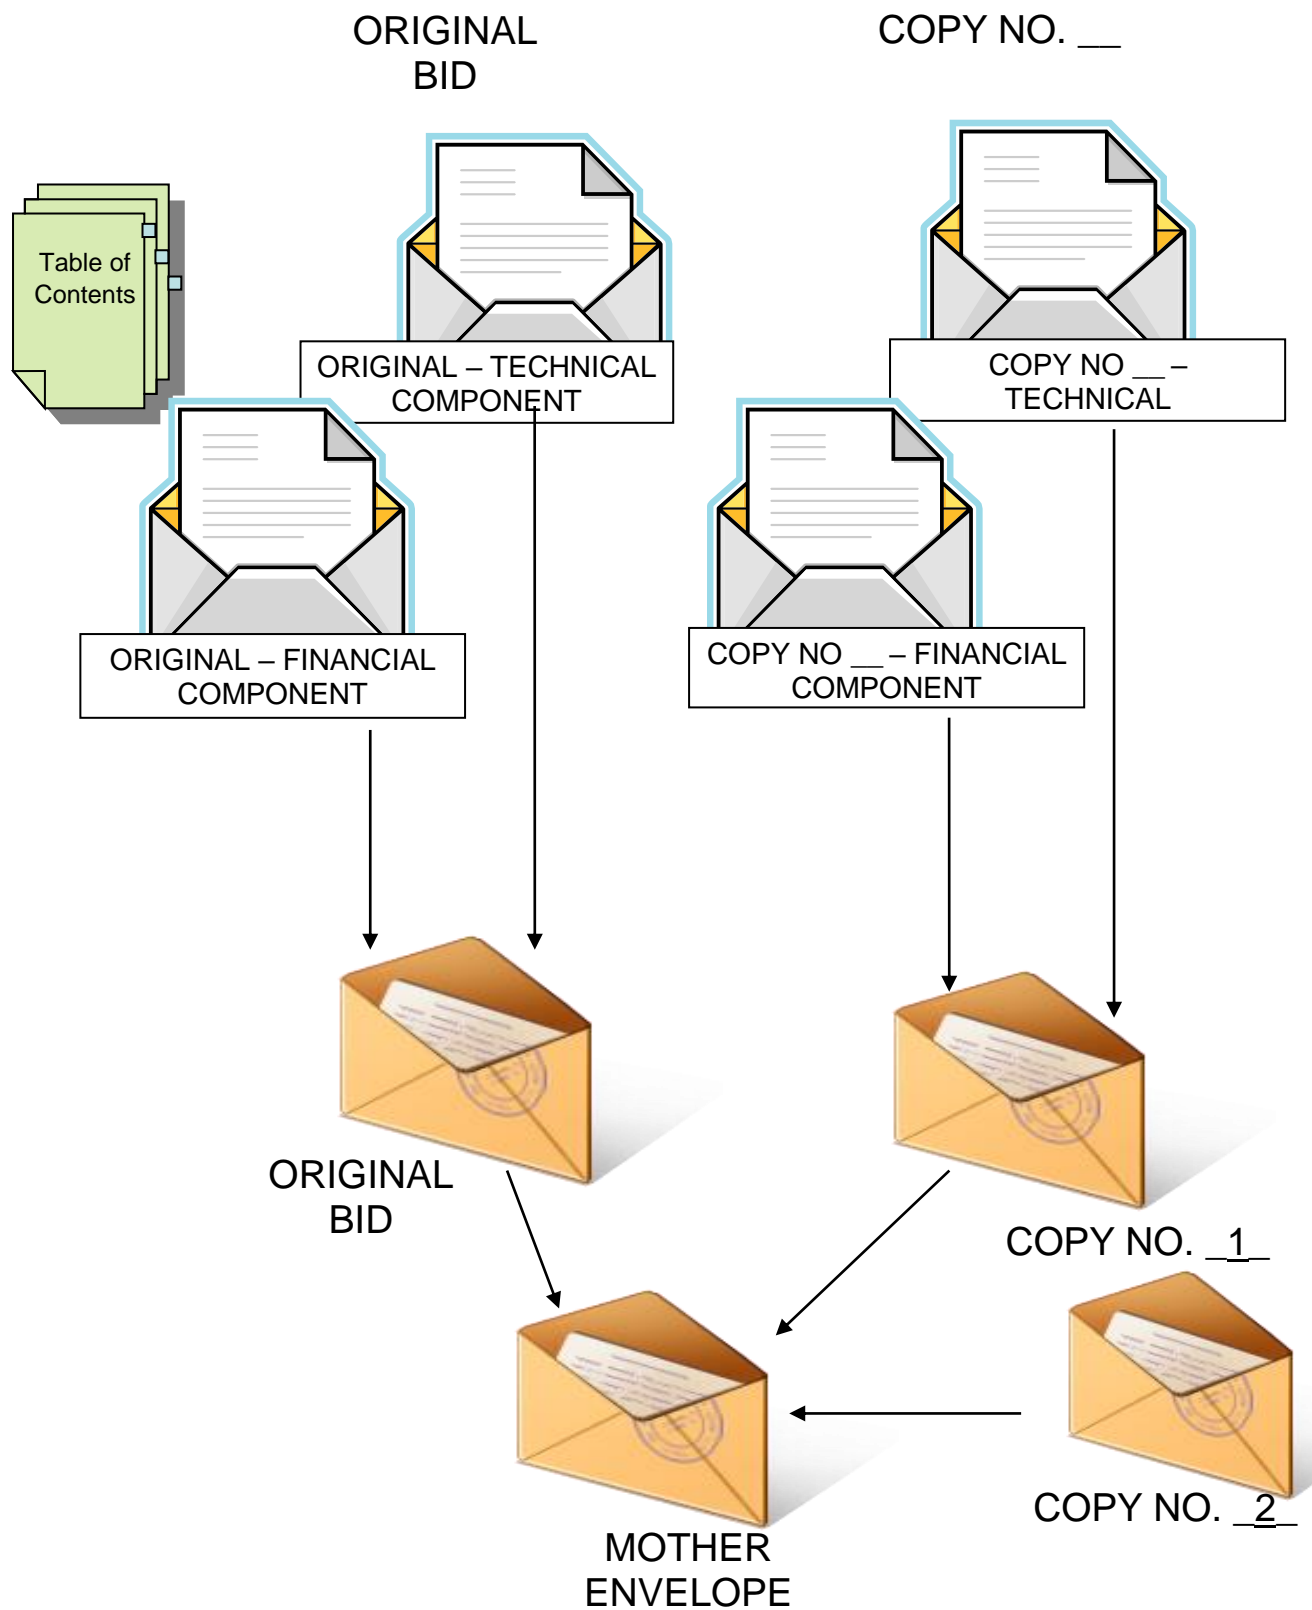 ORIGINAL
BID
COPY NO. __
Table of
Contents
ORIGINAL – TECHNICAL
COMPONENT
COPY NO __ –
TECHNICAL
ORIGINAL – FINANCIAL
COMPONENT
COPY NO __ – FINANCIAL
COMPONENT
ORIGINAL
BID
COPY NO. _1_
COPY NO. _2_
MOTHER
ENVELOPE